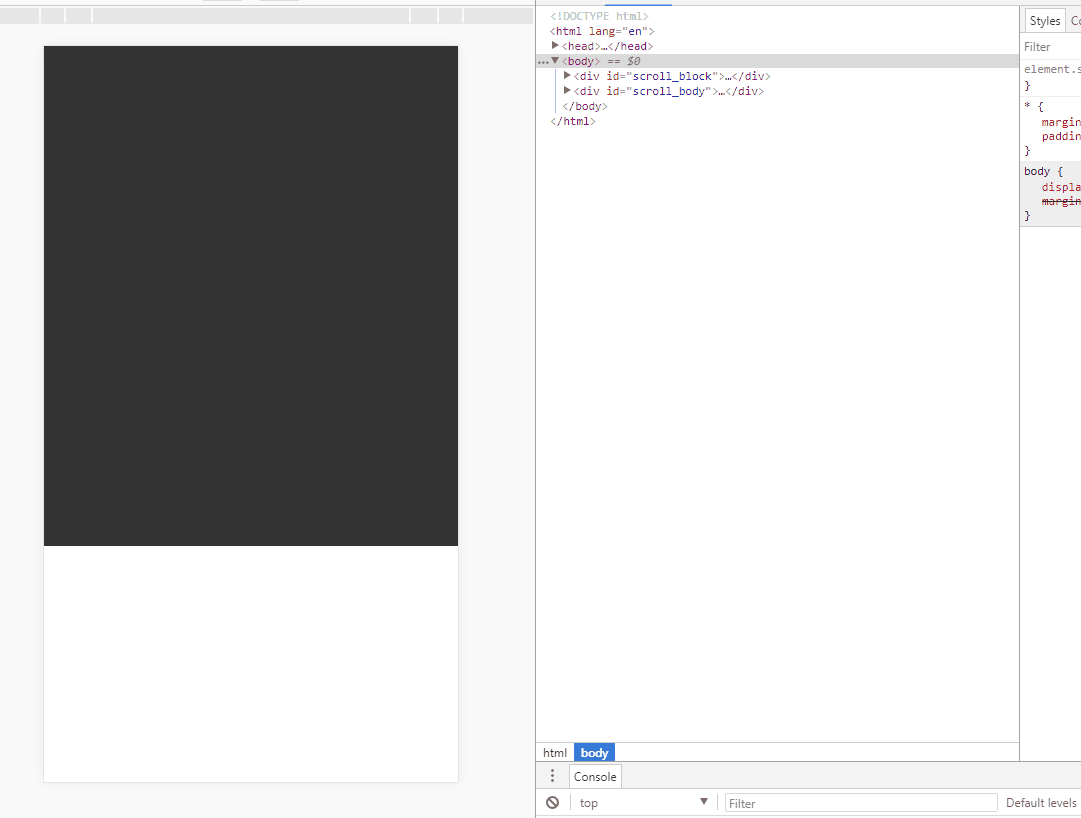 <!DOCTYPE html>
<html lang="en">
▶<head>…</head>
…▼<body> == $0
▶<div id="scroll_block">…</div>
▶<div id="scroll_body">…</div>
</body>
</html>
html body
Console
top ▼ Filter Default levels
Styles Co
Filter
element.s
}
* {
margin
paddin
}
body {
displa
margin
}